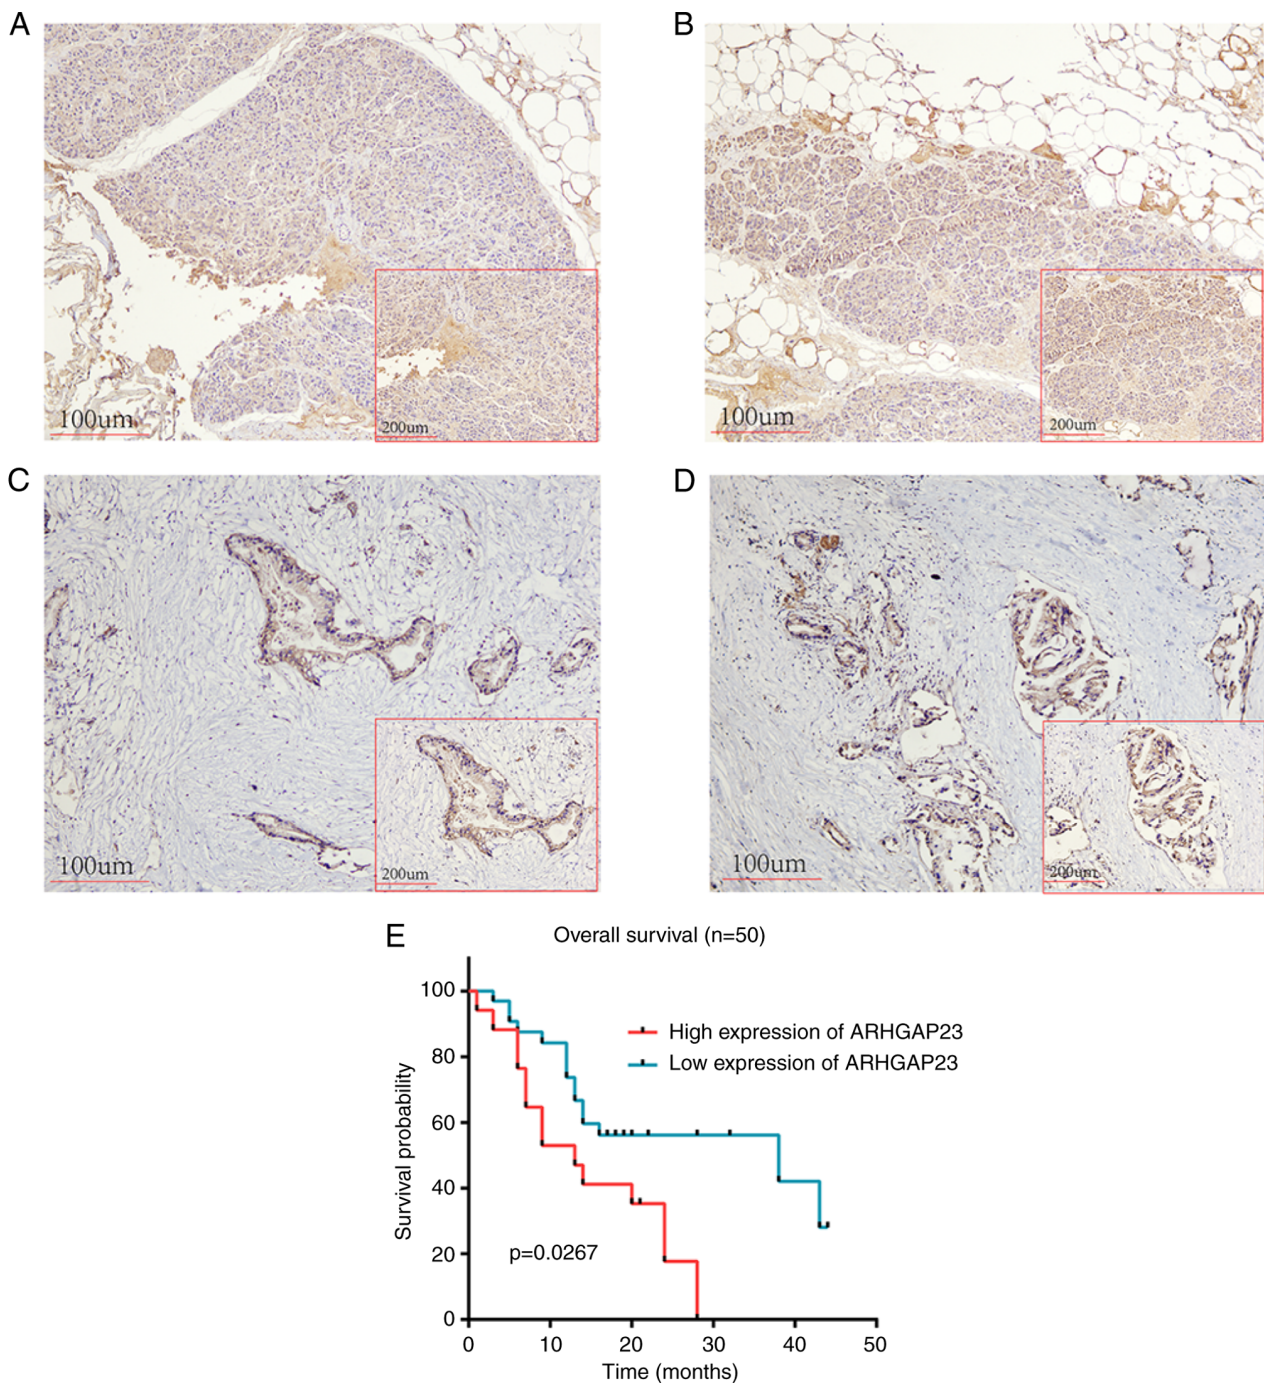 A
B
100um
200um
100um
200um
C
D
100um
200um
100um
200um
E
Overall survival (n=50)
100
80
60
40
20
0
Survival probability
High expression of ARHGAP23
Low expression of ARHGAP23
p=0.0267
0 10 20 30 40 50
Time (months)